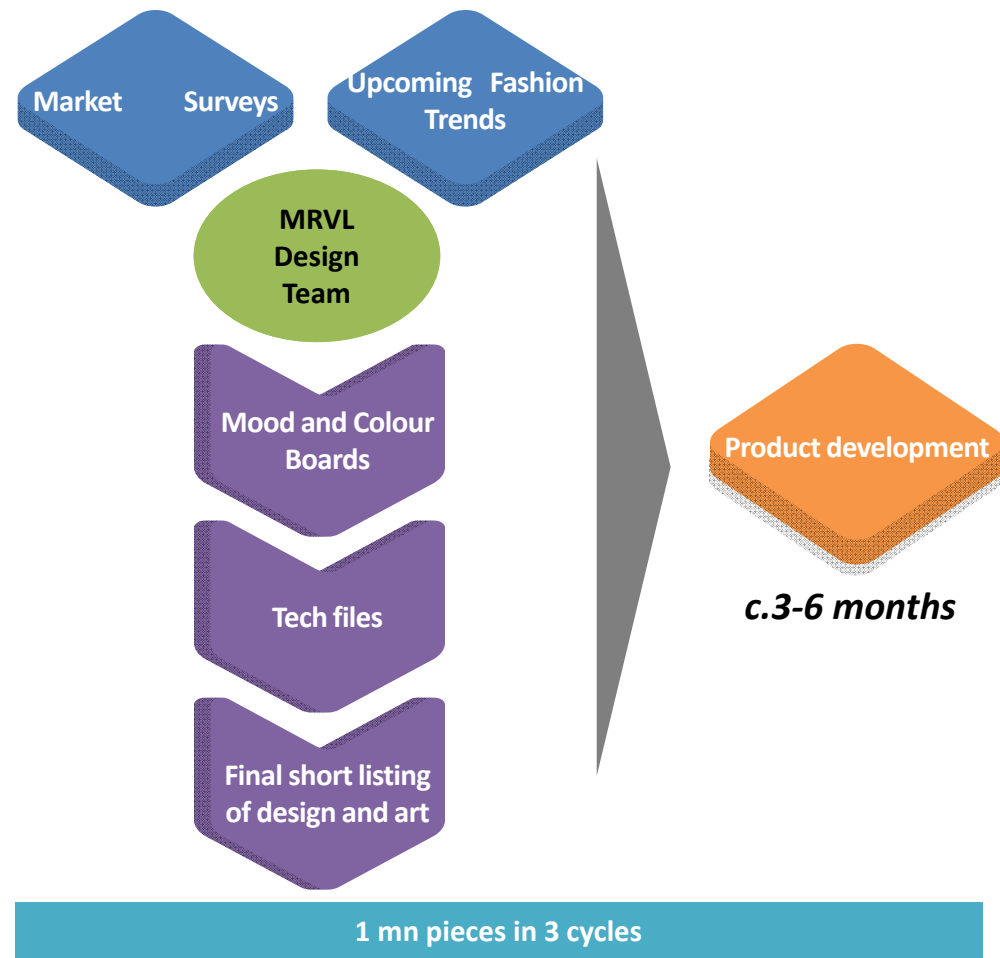 Market Surveys
Upcoming Fashion
Trends
MRVL
Design
Team
Mood and Colour
Boards
Tech files
Final short listing
of design and art
Product development
c.3-6 months
1 mn pieces in 3 cycles